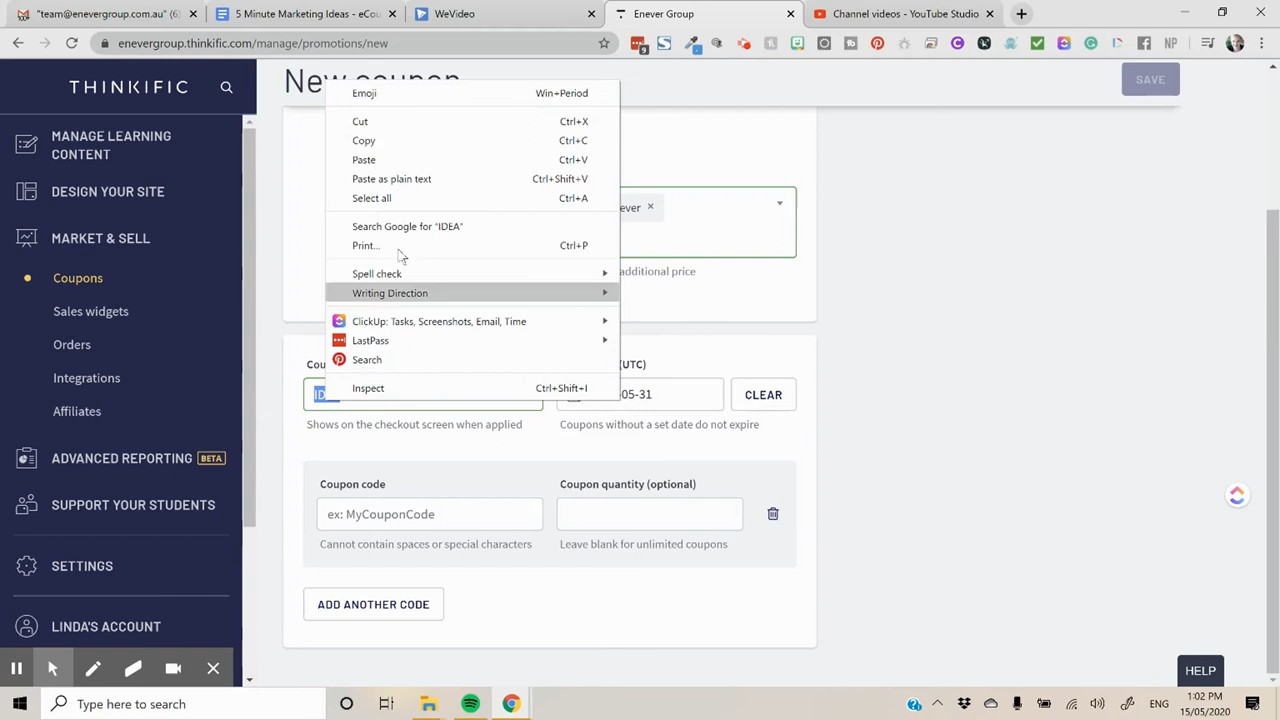 "team@enevergroup.com.au" (6)
5 Minute Marketing Ideas - eCou
WeVideo
Enever Group
Channel videos - YouTube Studio
enevergroup.thinkific.com/manage/promotions/new
THINKIFIC
New coupon
SAVE
MANAGE LEARNING
CONTENT
DESIGN YOUR SITE
MARKET & SELL
Coupons
Sales widgets
Orders
Integrations
Affiliates
ADVANCED REPORTING BETA
SUPPORT YOUR STUDENTS
SETTINGS
LINDA'S ACCOUNT
Emoji Win+Period
Cut Ctrl+X
Copy Ctrl+C
Paste Ctrl+V
Paste as plain text Ctrl+Shift+V
Select all Ctrl+A
Search Google for "IDEA"
Print... Ctrl+P
Spell check
Writing Direction
ClickUp: Tasks, Screenshots, Email, Time
LastPass
Search
Inspect Ctrl+Shift+I
ever
additional price
Cou
(UTC)
ID
05-31
CLEAR
Shows on the checkout screen when applied
Coupons without a set date do not expire
Coupon code
Coupon quantity (optional)
ex: MyCouponCode
Cannot contain spaces or special characters
Leave blank for unlimited coupons
ADD ANOTHER CODE
HELP
Type here to search
ENG
1:02 PM
15/05/2020